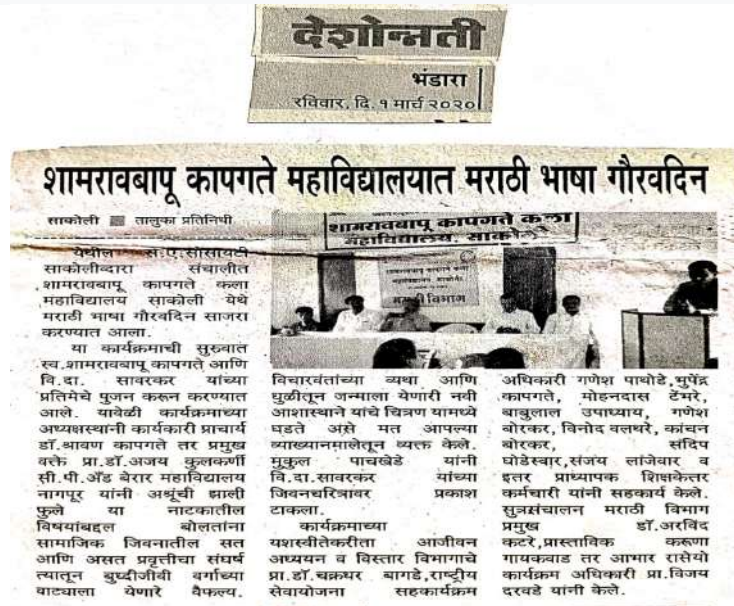 देशोन्नती
भंडारा
रविवार, दि. १ मार्च २०२०
शामरावबापू कापगते महाविद्यालयात मराठी भाषा गौरवदिन
साकोली ■ तालुका प्रतिनिधी
शामरावबापू कापगते कला
महाविद्यालय, साकोली
मराठी विभाग
येथील स.ए.सोसायटी
साकोलीव्दारा संचालीत
शामरावबापू कापगते कला
महाविद्यालय साकोली येथे
मराठी भाषा गौरवदिन साजरा
करण्यात आला.
या कार्यक्रमाची सुरुवात
स्व.शामरावबापू कापगते आणि
वि.दा. सावरकर यांच्या
प्रतिमेचे पुजन करून करण्यात
आले. यावेळी कार्यक्रमाच्या
अध्यक्षस्थांनी कार्यकारी प्राचार्य
डॉ.श्रावण कापगते तर प्रमुख
वक्ते प्रा.डॉ.अजय कुलकर्णी
सी.पी.अँड बेरार महाविद्यालय
नागपूर यांनी अश्रूंची झाली
फुले या नाटकातील
विषयांबद्दल बोलतांना
सामाजिक जिवनातील सत
आणि असत प्रवृत्तीचा संघर्ष
त्यातून बुध्दीजीवी वर्गाच्या
वाट्याला येणारे वैफल्य.
विचारवंतांच्या व्यथा आणि
धुळीतून जन्माला येणारी नवी
आशास्थाने यांचे चित्रण यामध्ये
घडते असे मत आपल्या
व्याख्यानमालेतून व्यक्त केले.
मुकुल पाचखेडे यांनी
वि.दा.सावरकर यांच्या
जिवनचरित्रावर प्रकाश
टाकला.
कार्यक्रमाच्या
यशस्वीतेकरीता आजीवन
अध्ययन व विस्तार विभागाचे
प्रा.डॉ.चक्रधर बागडे,राष्ट्रीय
सेवायोजना सहकार्यक्रम
अधिकारी गणेश पाथोडे,भुपेंद्र
कापगते, मोहनदास टेंभरे,
बाबुलाल उपाध्याय, गणेश
बोरकर, विनोद वलथरे, कांचन
बोरकर, संदिप
घोडेस्वार,संजय लांजेवार व
इतर प्राध्यापक शिक्षकेत्तर
कर्मचारी यांनी सहकार्य केले.
सुत्रसंचालन मराठी विभाग
प्रमुख डॉ.अरविंद
कटरे,प्रास्ताविक करूणा
गायकवाड तर आभार रासेयो
कार्यक्रम अधिकारी प्रा.विजय
दरवडे यांनी केले.